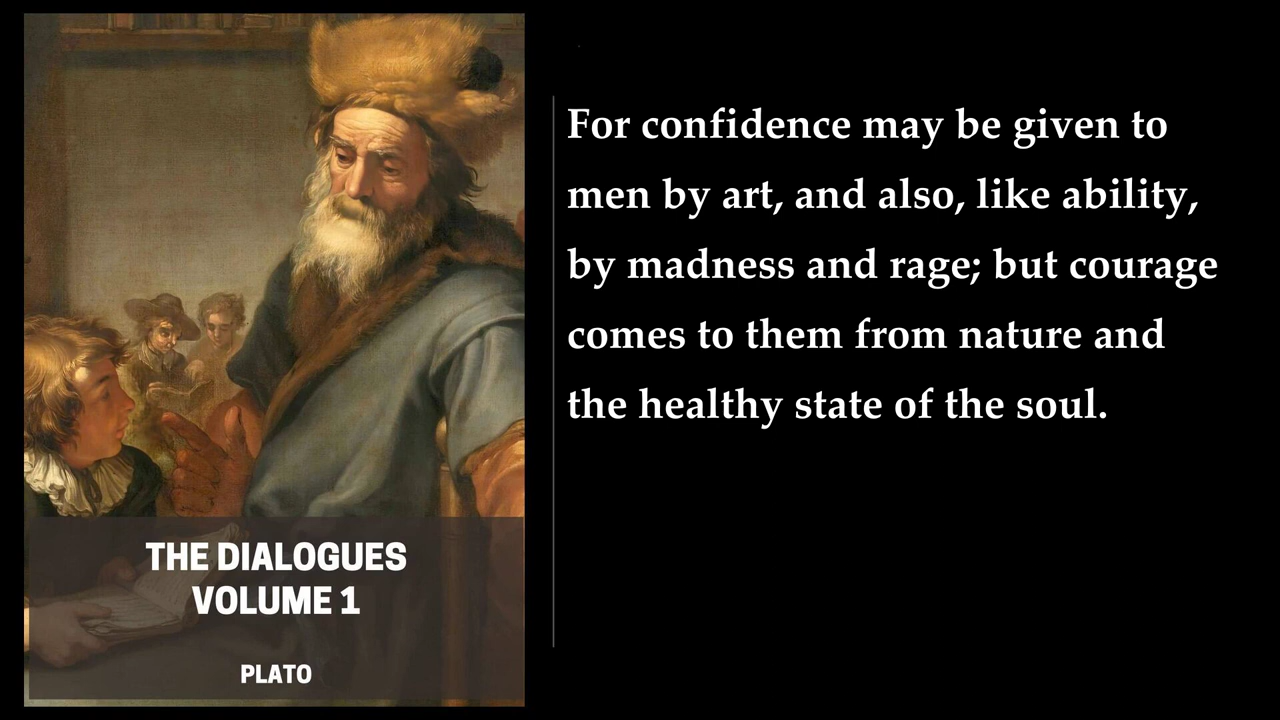 For confidence may be given to
men by art, and also, like ability,
by madness and rage; but courage
comes to them from nature and
the healthy state of the soul.
THE DIALOGUES
VOLUME 1
PLATO